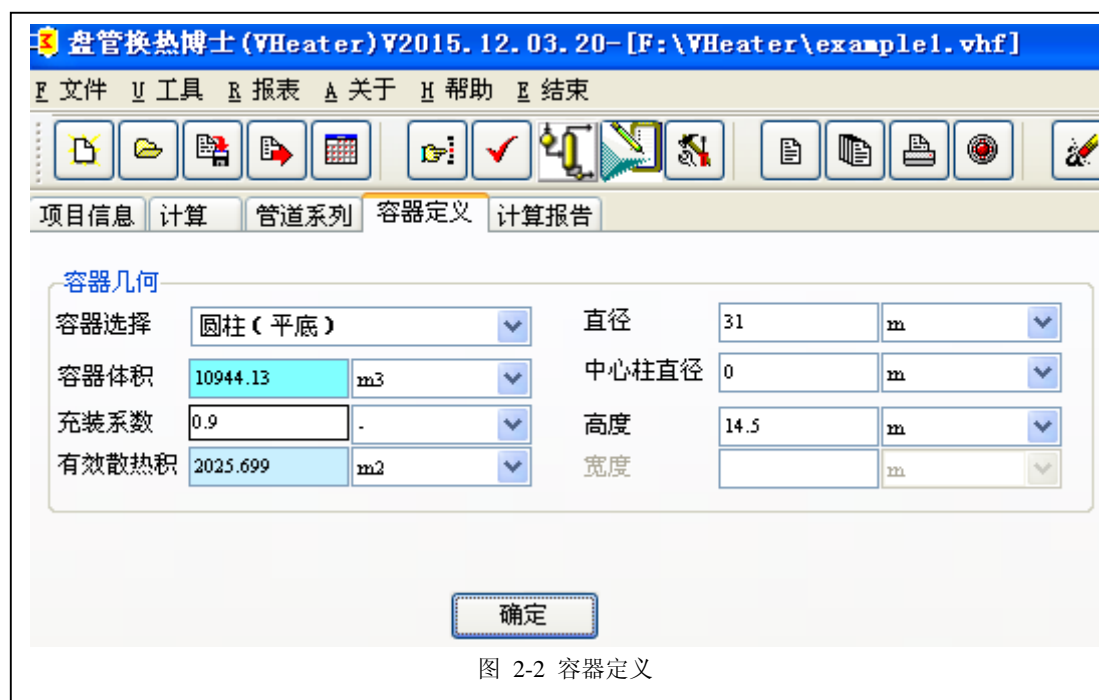 盘管换热博士(VHeater)V2015.12.03.20-[F:\VHeater\example1.vhf]
F 文件 U 工具 R 报表 A 关于 H 帮助 E 结束
项目信息 计算 管道系列 容器定义 计算报告
容器几何
容器选择 圆柱(平底) 直径 31 m
容器体积 10944.13 m3 中心柱直径 0 m
充装系数 0.9 - 高度 14.5 m
有效散热积 2025.699 m2 宽度 m
确定
图 2-2 容器定义